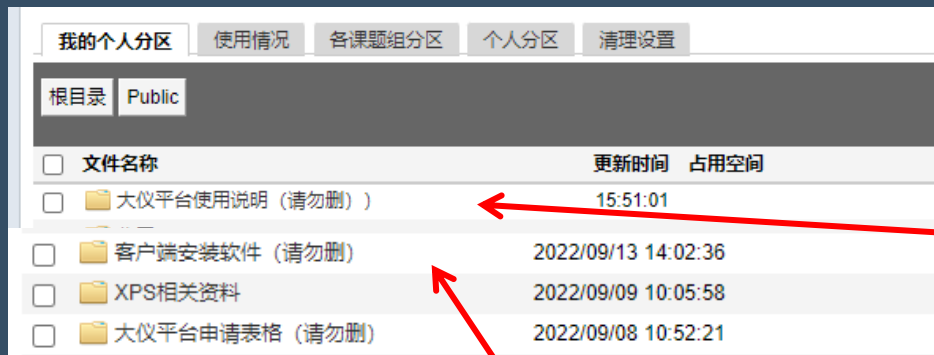 我的个人分区 使用情况 各课题组分区 个人分区 清理设置
根目录 Public
文件名称 更新时间 占用空间
大仪平台使用说明（请勿删）） 15:51:01
客户端安装软件（请勿删） 2022/09/13 14:02:36
XPS相关资料 2022/09/09 10:05:58
大仪平台申请表格（请勿删） 2022/09/08 10:52:21